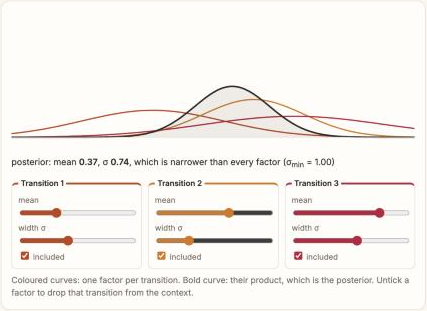 posterior: mean 0.37, σ 0.74, which is narrower than every factor (σmin = 1.00)
Transition 1
mean
width σ
included
Transition 2
mean
width σ
included
Transition 3
mean
width σ
included
Coloured curves: one factor per transition. Bold curve: their product, which is the posterior. Untick a
factor to drop that transition from the context.